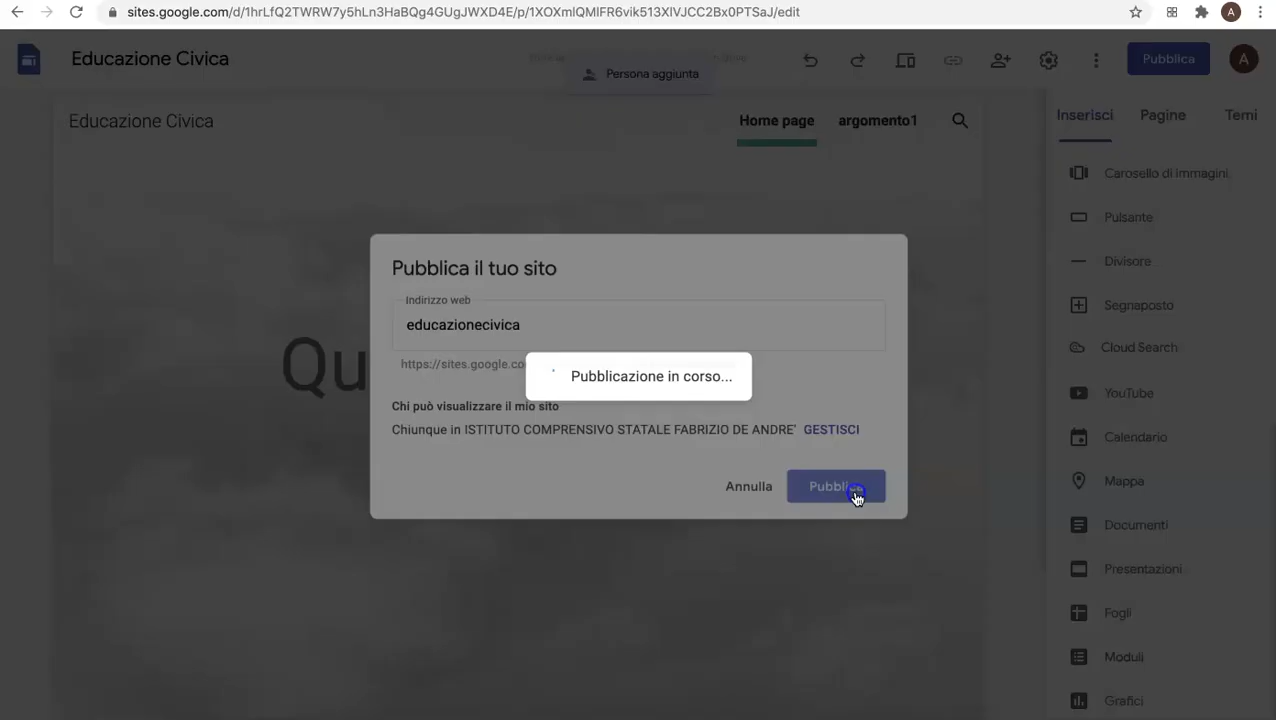 sites.google.com/d/1hrLfQ2TWRW7y5hLn3HaBQg4GUgJWXD4E/p/1XOXmlQMIFR6vik513XlVJCC2Bx0PTSaJ/edit
A
Educazione Civica
Persona aggiunta
Pubblica
A
Educazione Civica
Home page
argomento1
Inserisci
Pagine
Temi
Carosello di immagini
Pulsante
Divisore
Segnaposto
Cloud Search
YouTube
Calendario
Mappa
Documenti
Presentazioni
Fogli
Moduli
Grafici
Qu
Pubblica il tuo sito
Indirizzo web
educazionecivica
https://sites.google.co
Pubblicazione in corso...
Chi può visualizzare il mio sito
Chiunque in ISTITUTO COMPRENSIVO STATALE FABRIZIO DE ANDRE' GESTISCI
Annulla
Pubblica